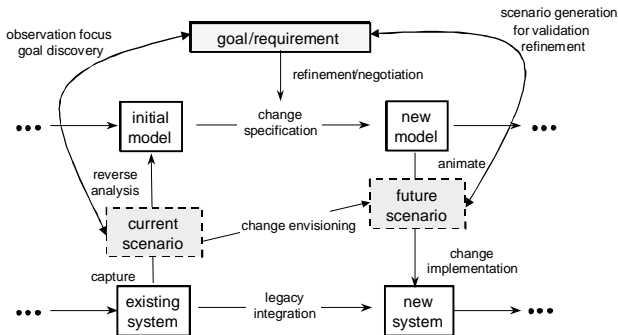 observation focus
goal discovery
goal/requirement
scenario generation
for validation
refinement
refinement/negotiation
•••
initial
model
change
specification
new
model
•••
reverse
analysis
animate
current
scenario
change envisioning
future
scenario
capture
change
implementation
•••
existing
system
legacy
integration
new
system
•••